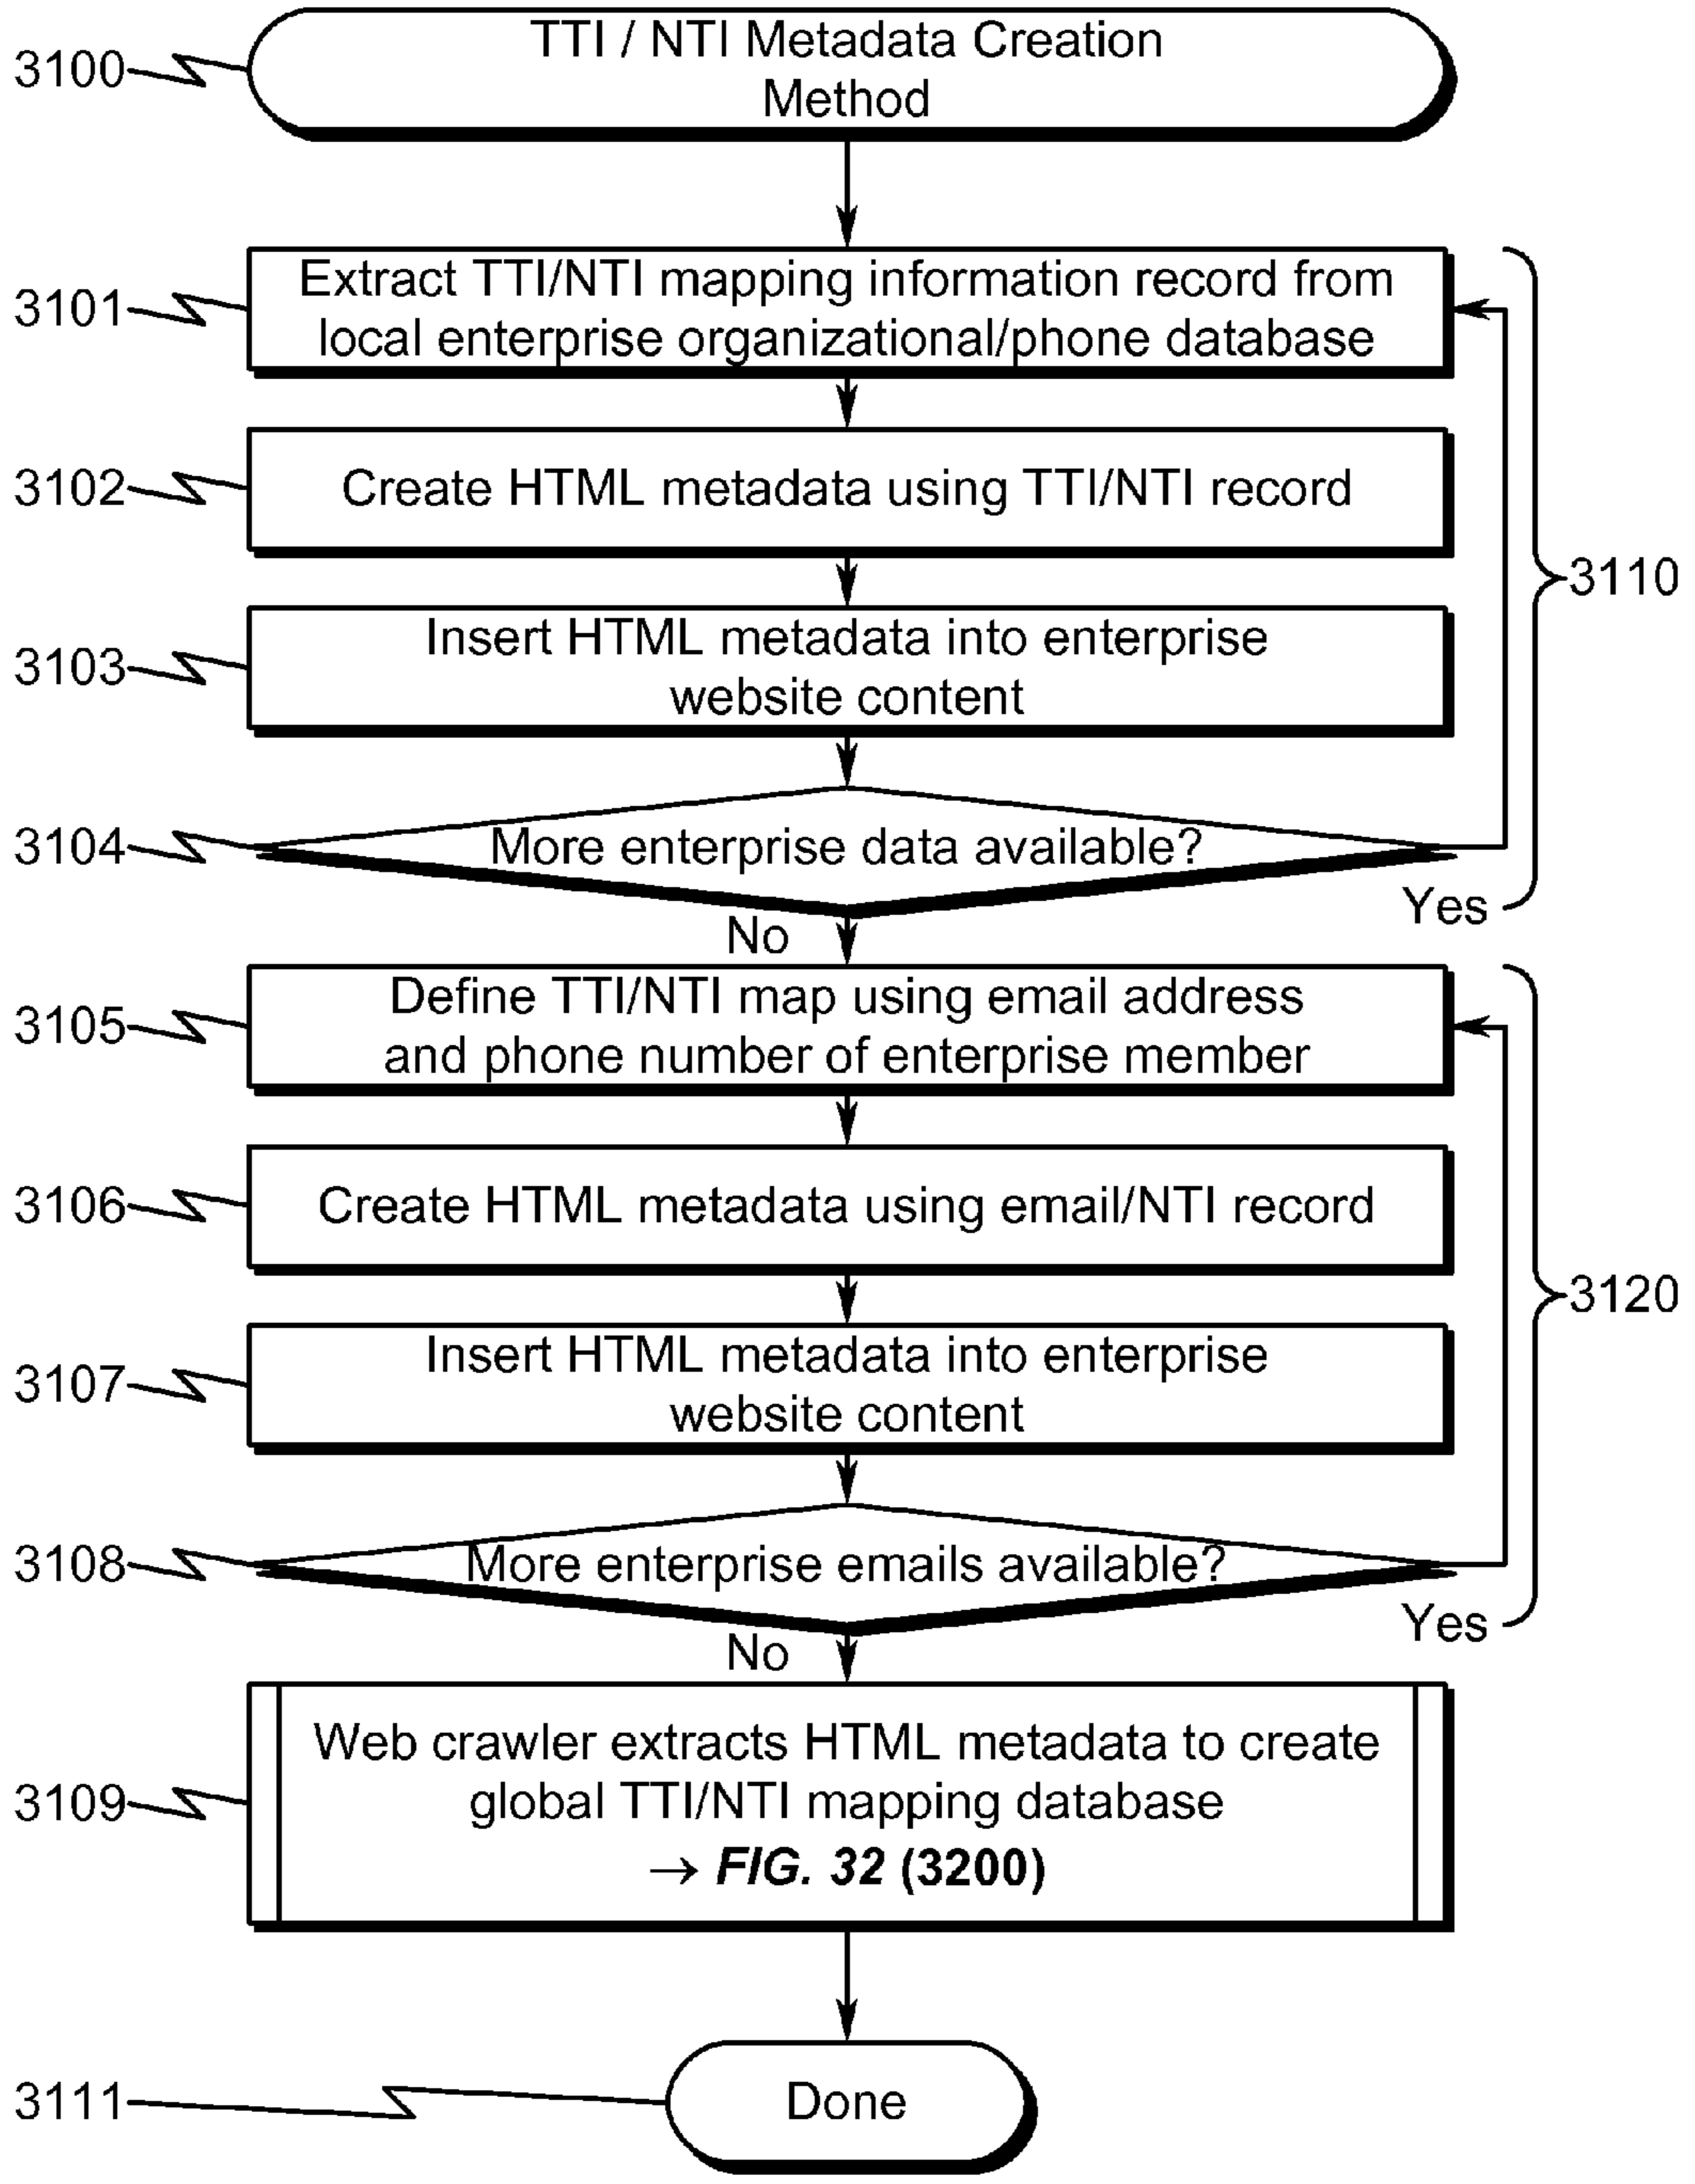 TTI / NTI Metadata Creation
Method
3100
Extract TTI/NTI mapping information record from
local enterprise organizational/phone database
3101
Create HTML metadata using TTI/NTI record
3102
3110
Insert HTML metadata into enterprise
website content
3103
More enterprise data available?
3104
Yes
No
Define TTI/NTI map using email address
and phone number of enterprise member
3105
Create HTML metadata using email/NTI record
3106
3120
Insert HTML metadata into enterprise
website content
3107
More enterprise emails available?
3108
Yes
No
Web crawler extracts HTML metadata to create
global TTI/NTI mapping database
→ FIG. 32 (3200)
3109
Done
3111